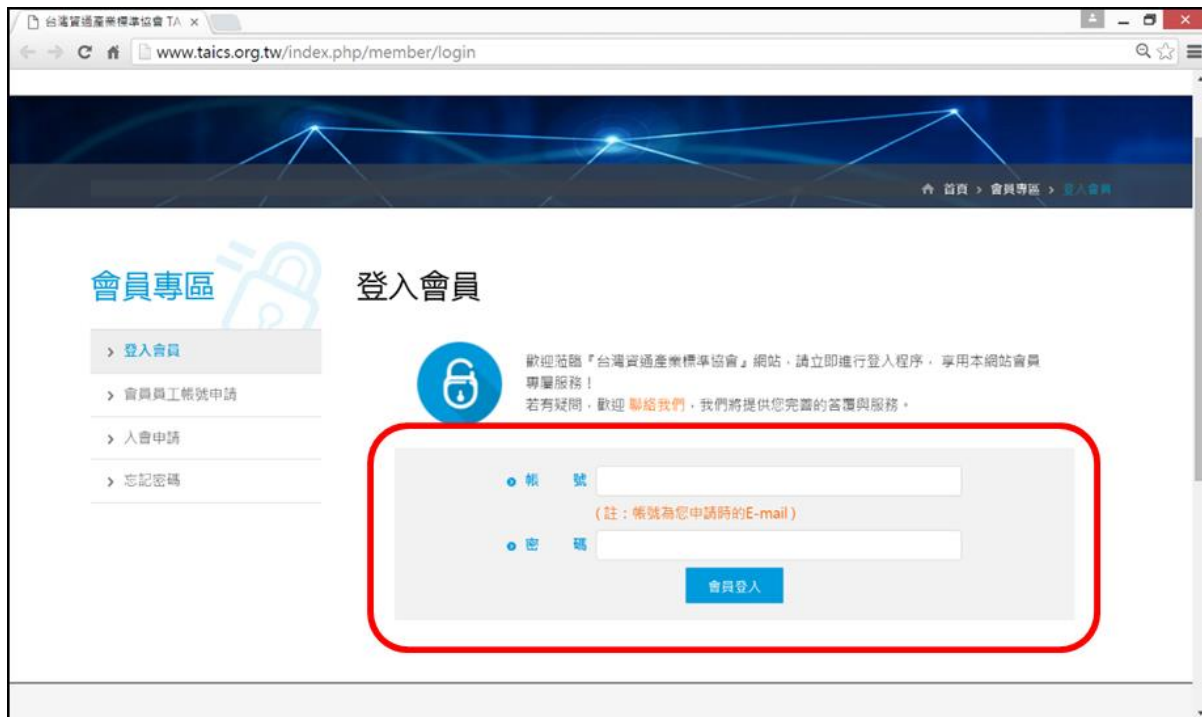 台灣資通產業標準協會 TA
www.taics.org.tw/index.php/member/login
首頁 > 會員專區 > 登入會員
會員專區
登入會員
會員員工帳號申請
入會申請
忘記密碼
登入會員
歡迎蒞臨『台灣資通產業標準協會』網站，請立即進行登入程序， 享用本網站會員
專屬服務！
若有疑問，歡迎 聯絡我們，我們將提供您完善的答覆與服務。
帳 號
(註：帳號為您申請時的E-mail)
密 碼
會員登入